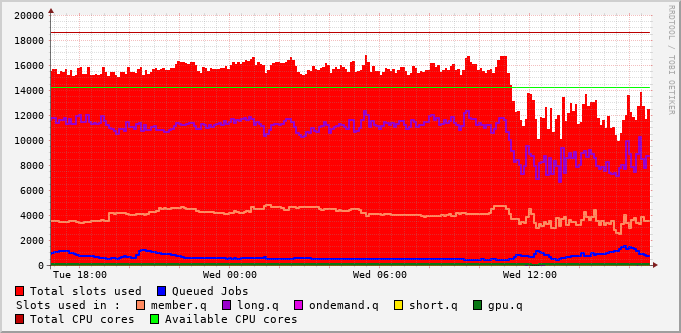 20000
18000
16000
14000
12000
10000
8000
6000
4000
2000
0
Tue 18:00 Wed 00:00 Wed 06:00 Wed 12:00
Total slots used Queued Jobs
Slots used in : member.q long.q ondemand.q short.q gpu.q
Total CPU cores Available CPU cores
RRDTOOL / TOBI OETIKER